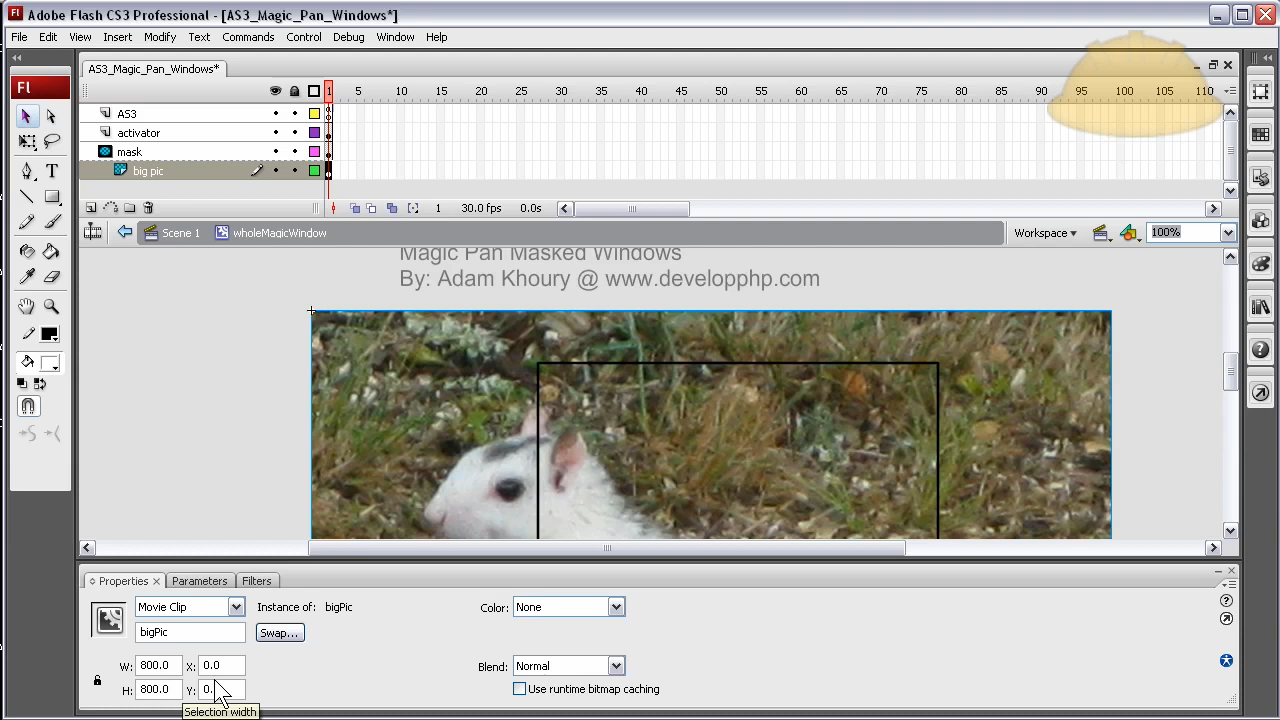 Fl Adobe Flash CS3 Professional - [AS3_Magic_Pan_Windows*]
File Edit View Insert Modify Text Commands Control Debug Window Help
AS3_Magic_Pan_Windows*
Fl
1 5 10 15 20 25 30 35 40 45 50 55 60 65 70 75 80 85 90 95 100 105 110
AS3
activator
mask
big pic
1 30.0 fps 0.0s
Scene 1 wholeMagicWindow Workspace 100%
Magic Pan Masked Windows
By: Adam Khoury @ www.developphp.com
Properties Parameters Filters
Movie Clip Instance of: bigPic Color: None
bigPic Swap...
W: 800.0 X: 0.0 Blend: Normal
H: 800.0 Y: Use runtime bitmap caching
Selection width